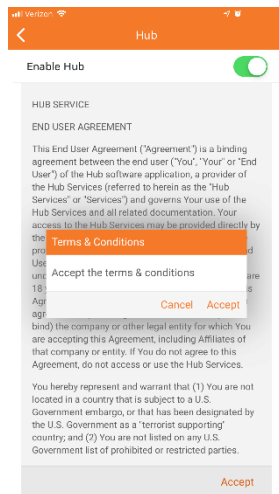 Verizon
Hub
Enable Hub
HUB SERVICE
END USER AGREEMENT
This End User Agreement ("Agreement") is a binding
agreement between the end user ("You", "Your" or "End
User") of the Hub software application, a provider of
the Hub Services (referred to herein as the "Hub
Services" or "Services") and governs Your use of the
Hub Services and all related documentation. Your
access to the Hub Services may be provided directly by
the
Terms & Conditions
Accept the terms & conditions
Cancel Accept
bind) the company or other legal entity for which You
are accepting this Agreement, including Affiliates of
that company or entity. If You do not agree to this
Agreement, do not access or use the Hub Services.
You hereby represent and warrant that (1) You are not
located in a country that is subject to a U.S.
Government embargo, or that has been designated by
the U.S. Government as a "terrorist supporting"
country; and (2) You are not listed on any U.S.
Government list of prohibited or restricted parties.
Accept